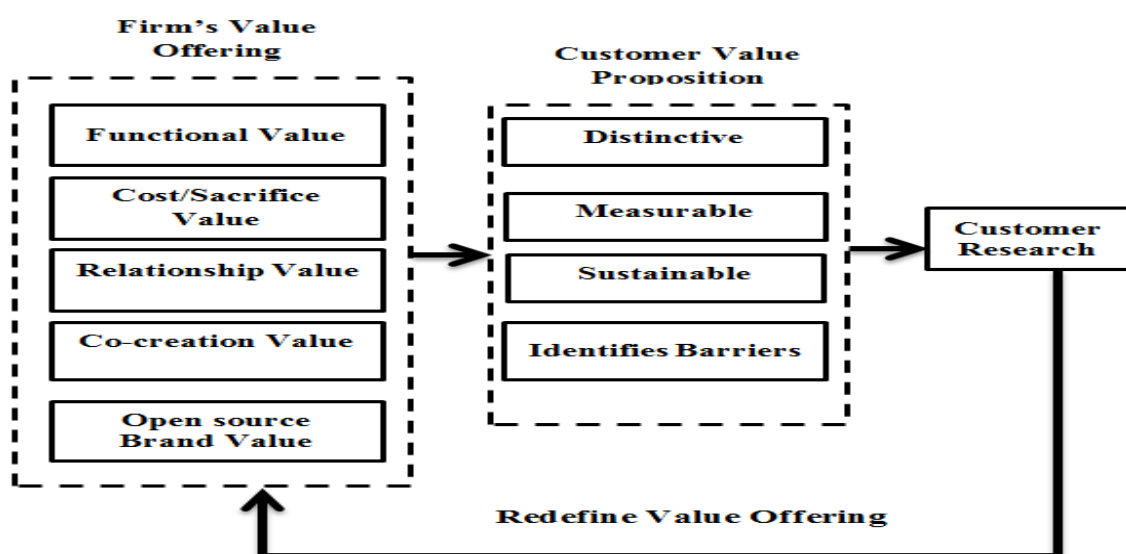 Firm's Value
Offering
Functional Value
Cost/Sacrifice
Value
Relationship Value
Co-creation Value
Open source
Brand Value
Customer Value
Proposition
Distinctive
Measurable
Sustainable
Identifies Barriers
Customer
Research
Redefine Value Offering